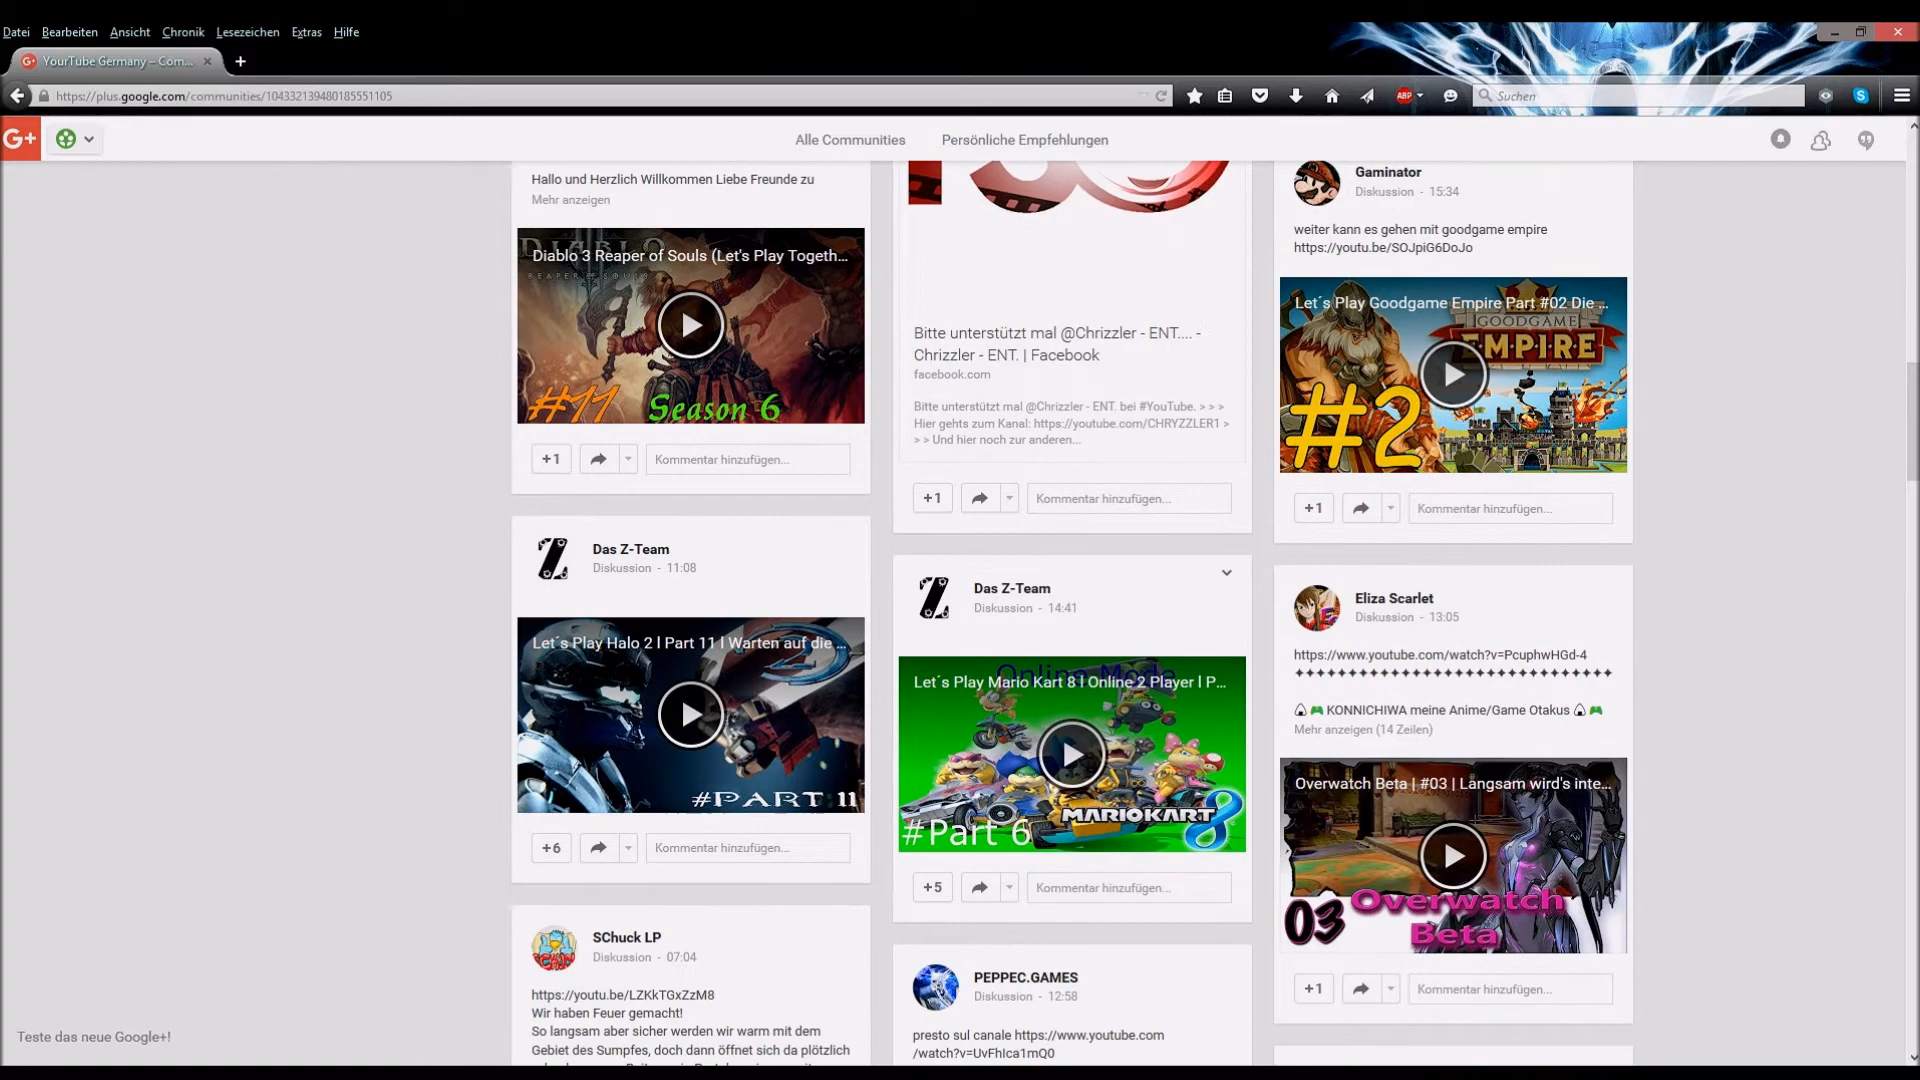 Datei Bearbeiten Ansicht Chronik Lesezeichen Extras Hilfe
YourTube Germany – Com...
https://plus.google.com/communities/104332139480185551105
ABP
Suchen
G+
Alle Communities
Persönliche Empfehlungen
Hallo und Herzlich Willkommen Liebe Freunde zu
Mehr anzeigen
DIABLO
REAPER OF SOULS
Diablo 3 Reaper of Souls (Let's Play Togeth...
#11 Season 6
+1
Kommentar hinzufügen...
Das Z-Team
Diskussion - 11:08
Let´s Play Halo 2 l Part 11 l Warten auf die ...
#PART 11
+6
Kommentar hinzufügen...
SChuck LP
Diskussion - 07:04
https://youtu.be/LZKkTGxZzM8
Wir haben Feuer gemacht!
So langsam aber sicher werden wir warm mit dem
Gebiet des Sumpfes, doch dann öffnet sich da plötzlich
Bitte unterstützt mal @Chrizzler - ENT.... -
Chrizzler - ENT. | Facebook
facebook.com
Bitte unterstützt mal @Chrizzler - ENT. bei #YouTube. > > >
Hier gehts zum Kanal: https://youtube.com/CHRYZZLER1 >
> > Und hier noch zur anderen...
+1
Kommentar hinzufügen...
Das Z-Team
Diskussion - 14:41
Online Mode
Let´s Play Mario Kart 8 l Online 2 Player l P...
MARIOKART 8
#Part 6
+5
Kommentar hinzufügen...
PEPPEC.GAMES
Diskussion - 12:58
presto sul canale https://www.youtube.com
/watch?v=UvFhIca1mQ0
Gaminator
Diskussion - 15:34
weiter kann es gehen mit goodgame empire
https://youtu.be/SOJpiG6DoJo
Let´s Play Goodgame Empire Part #02 Die ...
GOODGAME
EMPIRE
#2
+1
Kommentar hinzufügen...
Eliza Scarlet
Diskussion - 13:05
https://www.youtube.com/watch?v=PcuphwHGd-4
KONNICHIWA meine Anime/Game Otakus
Mehr anzeigen (14 Zeilen)
Overwatch Beta | #03 | Langsam wird's inte...
03 Overwatch
Beta
+1
Kommentar hinzufügen...
Teste das neue Google+!